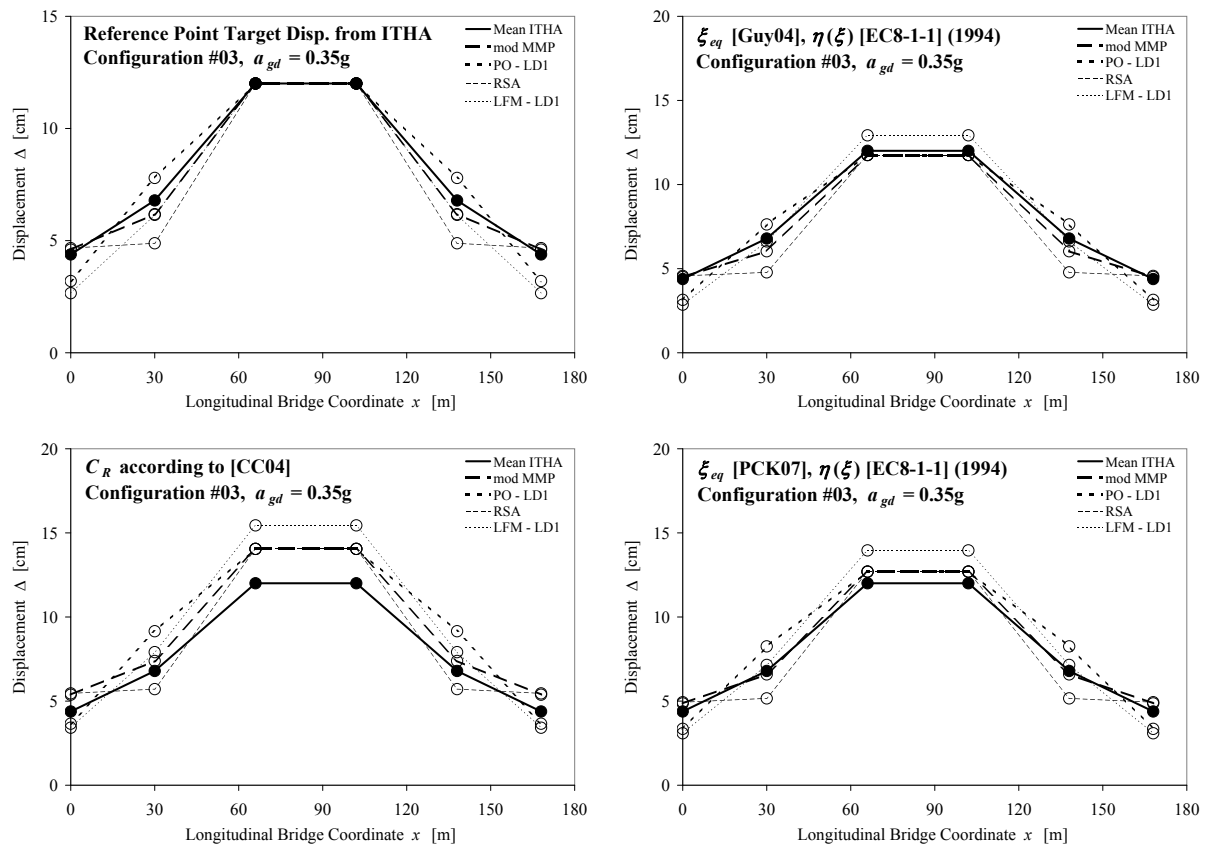 Reference Point Target Disp. from ITHA
Configuration #03, a gd = 0.35g
Mean ITHA
mod MMP
PO - LD1
RSA
LFM - LD1
15
10
5
0
Displacement Δ [cm]
0 30 60 90 120 150 180
Longitudinal Bridge Coordinate x [m]
ξ eq [Guy04], η(ξ) [EC8-1-1] (1994)
Configuration #03, a gd = 0.35g
Mean ITHA
mod MMP
PO - LD1
RSA
LFM - LD1
20
15
10
5
0
Displacement Δ [cm]
0 30 60 90 120 150 180
Longitudinal Bridge Coordinate x [m]
C R according to [CC04]
Configuration #03, a gd = 0.35g
Mean ITHA
mod MMP
PO - LD1
RSA
LFM - LD1
20
15
10
5
0
Displacement Δ [cm]
0 30 60 90 120 150 180
Longitudinal Bridge Coordinate x [m]
ξ eq [PCK07], η(ξ) [EC8-1-1] (1994)
Configuration #03, a gd = 0.35g
Mean ITHA
mod MMP
PO - LD1
RSA
LFM - LD1
20
15
10
5
0
Displacement Δ [cm]
0 30 60 90 120 150 180
Longitudinal Bridge Coordinate x [m]